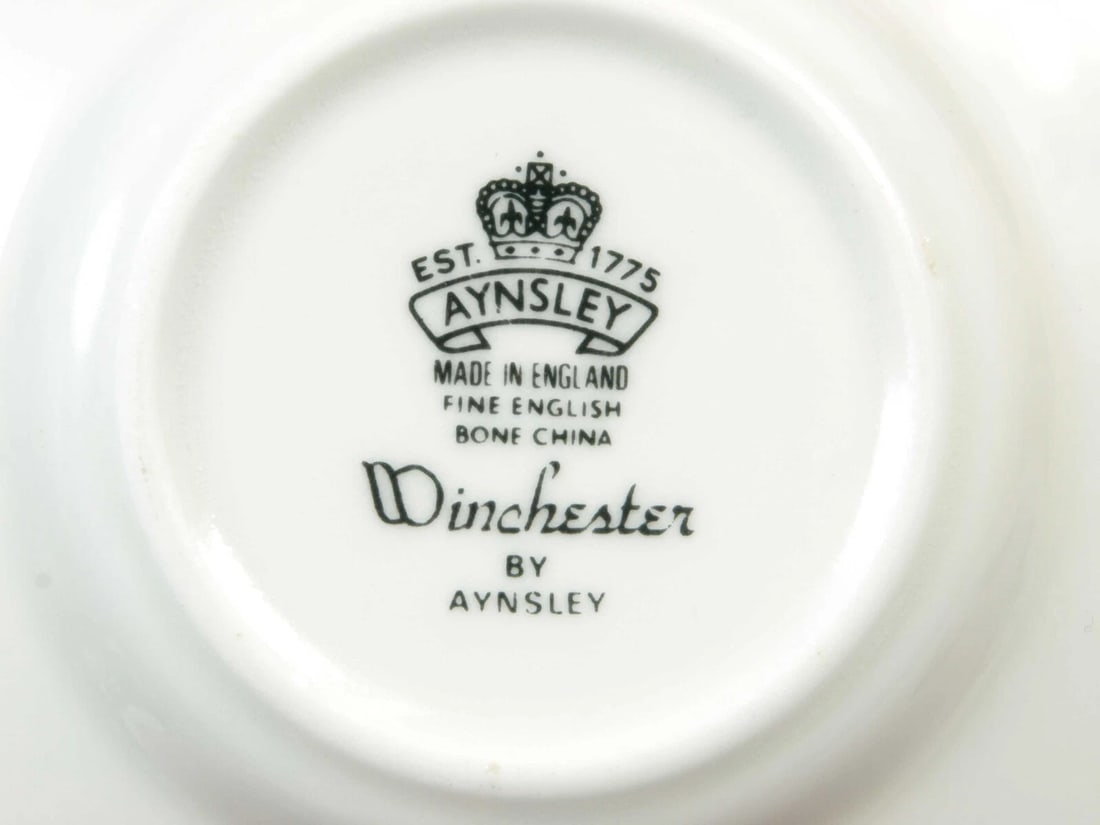 EST. 1775
AYNSLEY
MADE IN ENGLAND
FINE ENGLISH
BONE CHINA
Winchester
BY
AYNSLEY